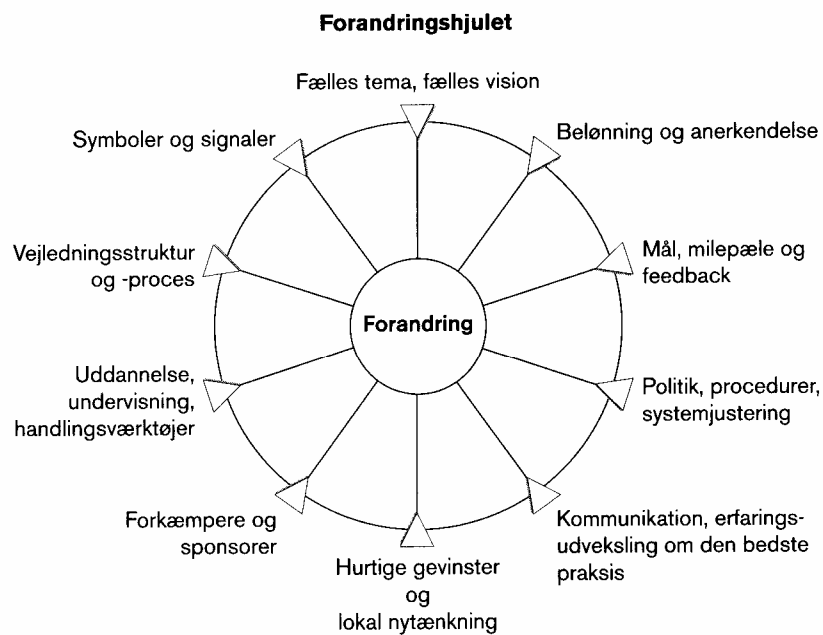 Forandringshjulet
Fælles tema, fælles vision
Belønning og anerkendelse
Mål, milepæle og
feedback
Politik, procedurer,
systemjustering
Kommunikation, erfarings-
udveksling om den bedste
praksis
Hurtige gevinster
og
lokal nytænkning
Forkæmpere og
sponsorer
Uddannelse,
undervisning,
handlingsværktøjer
Vejledningsstruktur
og -proces
Symboler og signaler
Forandring